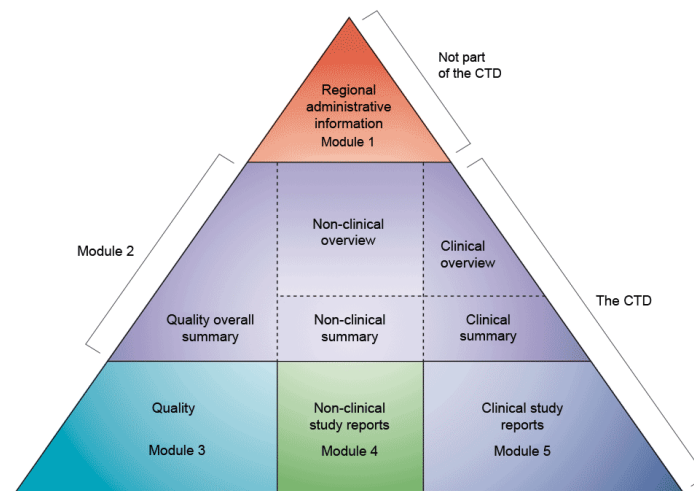 Not part
of the CTD
Regional
administrative
information
Module 1
Module 2
Non-clinical
overview
Clinical
overview
The CTD
Quality overall
summary
Non-clinical
summary
Clinical
summary
Quality
Module 3
Non-clinical
study reports
Module 4
Clinical study
reports
Module 5